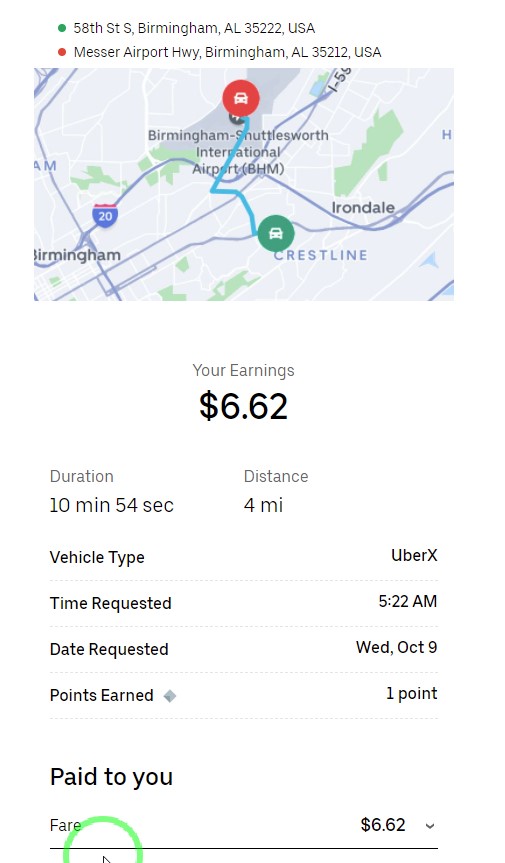 58th St S, Birmingham, AL 35222, USA
Messer Airport Hwy, Birmingham, AL 35212, USA
I-59
Birmingham-Shuttlesworth
International
Airport (BHM)
H
AM
20
Irondale
Birmingham
CRESTLINE
Your Earnings
$6.62
Duration
Distance
10 min 54 sec
4 mi
Vehicle Type
UberX
Time Requested
5:22 AM
Date Requested
Wed, Oct 9
Points Earned
1 point
Paid to you
Fare
$6.62